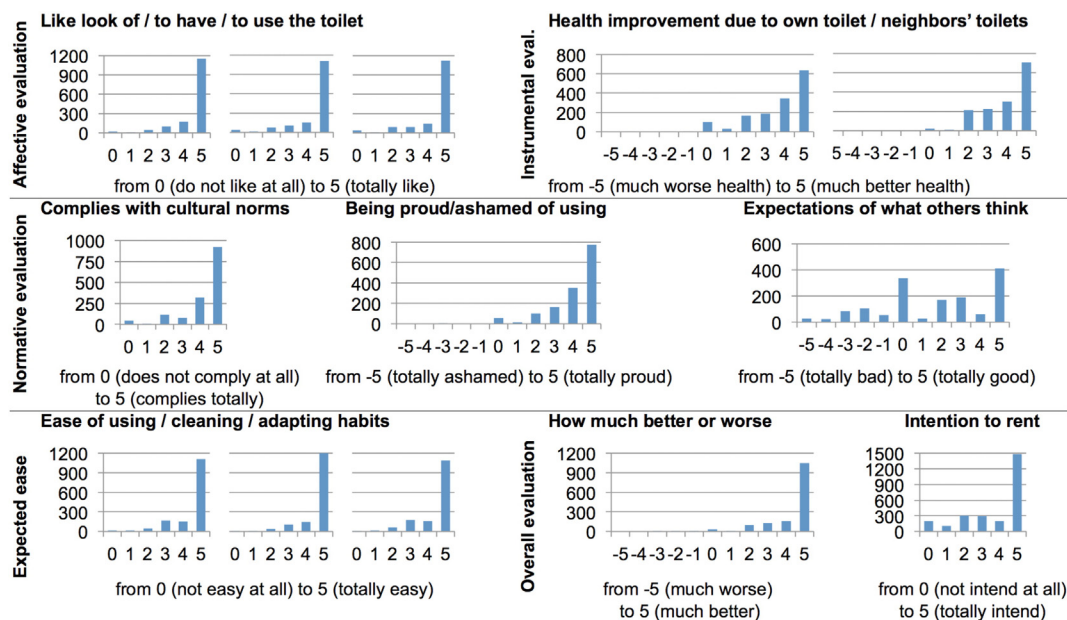 Like look of / to have / to use the toilet
Health improvement due to own toilet / neighbors' toilets
Affective evaluation
1200
900
600
300
0
0 1 2 3 4 5 0 1 2 3 4 5 0 1 2 3 4 5
from 0 (do not like at all) to 5 (totally like)
Instrumental eval.
800
600
400
200
0
-5 -4 -3 -2 -1 0 1 2 3 4 5 5 -4 -3 -2 -1 0 1 2 3 4 5
from -5 (much worse health) to 5 (much better health)
Complies with cultural norms
Being proud/ashamed of using
Expectations of what others think
Normative evaluation
1000
750
500
250
0
0 1 2 3 4 5
from 0 (does not comply at all)
to 5 (complies totally)
800
600
400
200
0
-5 -4 -3 -2 -1 0 1 2 3 4 5
from -5 (totally ashamed) to 5 (totally proud)
600
400
200
0
-5 -4 -3 -2 -1 0 1 2 3 4 5
from -5 (totally bad) to 5 (totally good)
Ease of using / cleaning / adapting habits
How much better or worse
Intention to rent
Expected ease
1200
900
600
300
0
0 1 2 3 4 5 0 1 2 3 4 5 0 1 2 3 4 5
from 0 (not easy at all) to 5 (totally easy)
Overall evaluation
1200
900
600
300
0
-5 -4 -3 -2 -1 0 1 2 3 4 5
from -5 (much worse)
to 5 (much better)
1500
1200
900
600
300
0
0 1 2 3 4 5
from 0 (not intend at all)
to 5 (totally intend)